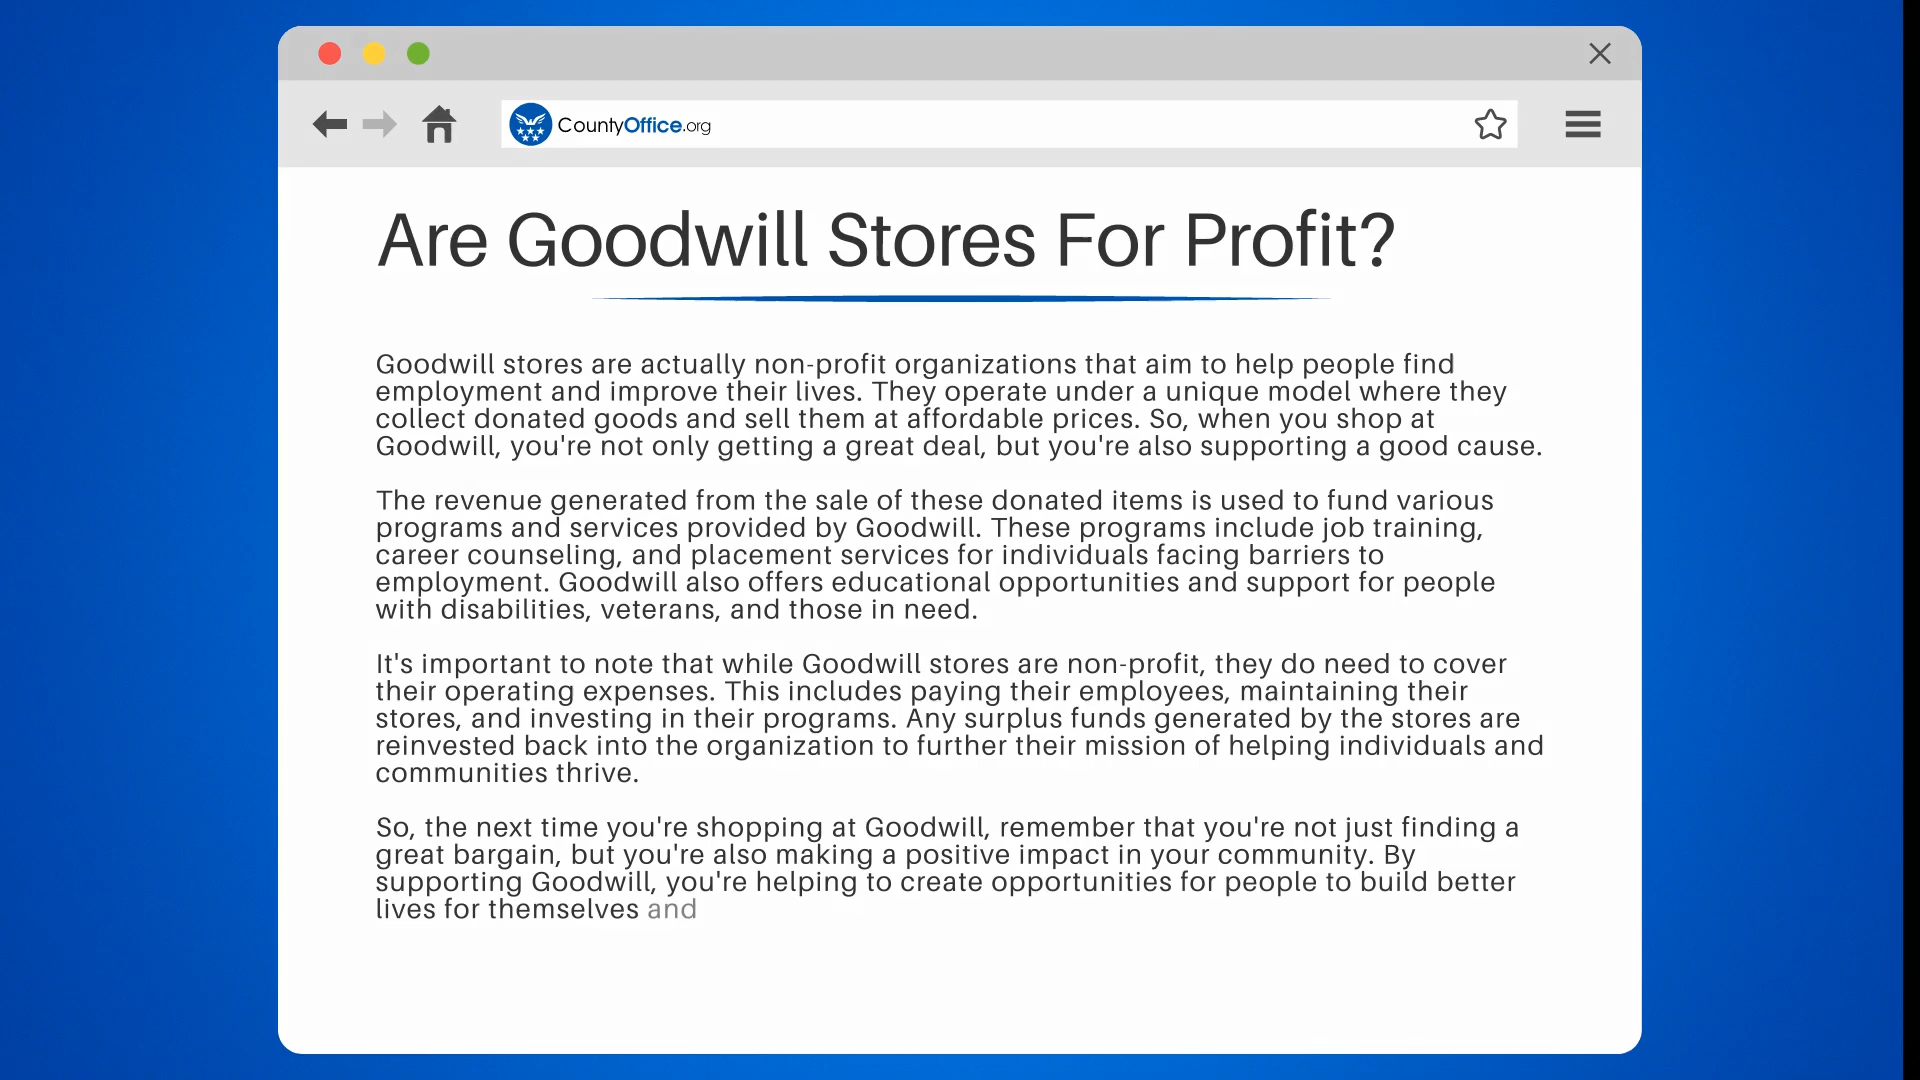 CountyOffice.org
Are Goodwill Stores For Profit?
Goodwill stores are actually non-profit organizations that aim to help people find
employment and improve their lives. They operate under a unique model where they
collect donated goods and sell them at affordable prices. So, when you shop at
Goodwill, you're not only getting a great deal, but you're also supporting a good cause.
The revenue generated from the sale of these donated items is used to fund various
programs and services provided by Goodwill. These programs include job training,
career counseling, and placement services for individuals facing barriers to
employment. Goodwill also offers educational opportunities and support for people
with disabilities, veterans, and those in need.
It's important to note that while Goodwill stores are non-profit, they do need to cover
their operating expenses. This includes paying their employees, maintaining their
stores, and investing in their programs. Any surplus funds generated by the stores are
reinvested back into the organization to further their mission of helping individuals and
communities thrive.
So, the next time you're shopping at Goodwill, remember that you're not just finding a
great bargain, but you're also making a positive impact in your community. By
supporting Goodwill, you're helping to create opportunities for people to build better
lives for themselves and